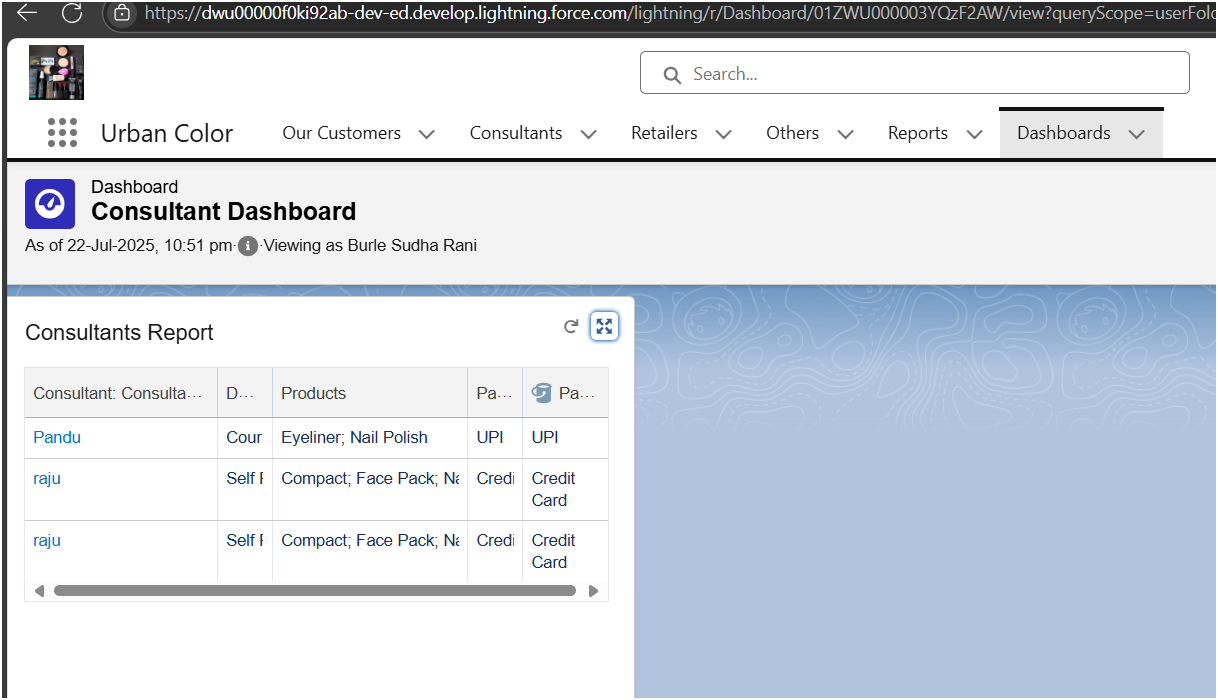 https://dwu00000f0ki92ab-dev-ed.develop.lightning.force.com/lightning/r/Dashboard/01ZWU000003YQzF2AW/view?queryScope=userFol
Search...
Urban Color Our Customers Consultants Retailers Others Reports Dashboards
Dashboard
Consultant Dashboard
As of 22-Jul-2025, 10:51 pm· ·Viewing as Burle Sudha Rani
Consultants Report
Consultant: Consulta... D... Products Pa... Pa...
Pandu Cour Eyeliner; Nail Polish UPI UPI
raju Self Compact; Face Pack; Na Credi Credit
Card
raju Self Compact; Face Pack; Na Credi Credit
Card